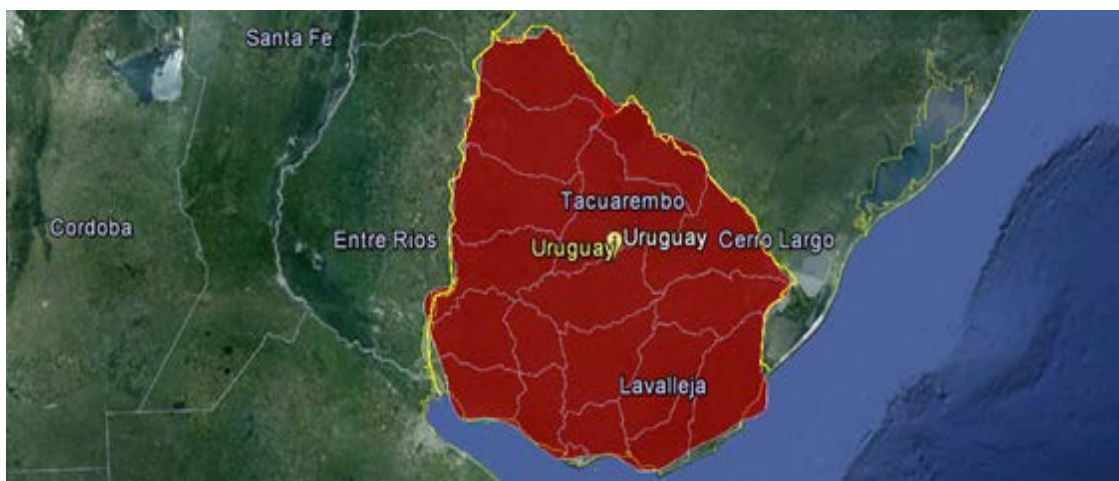 Santa Fe
Tacuarembo
Cordoba
Entre Rios
Uruguay
Uruguay
Cerro Largo
Lavalleja